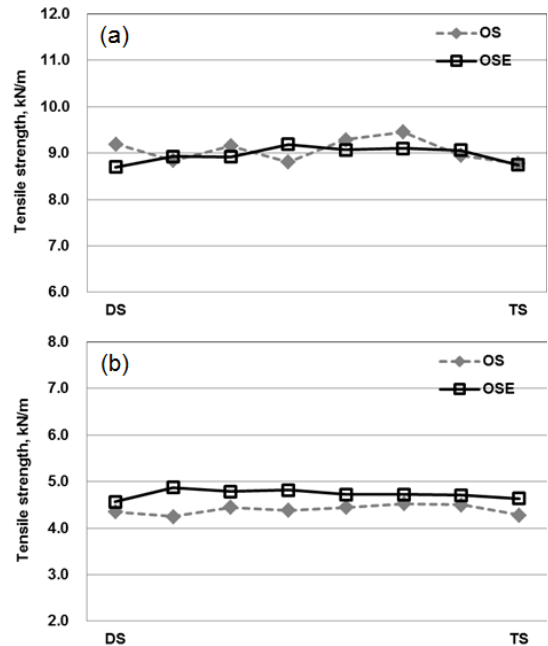 (a)
OS
OSE
12.0
11.0
10.0
9.0
8.0
7.0
6.0
Tensile strength, kN/m
DS
TS
(b)
OS
OSE
8.0
7.0
6.0
5.0
4.0
3.0
2.0
Tensile strength, kN/m
DS
TS